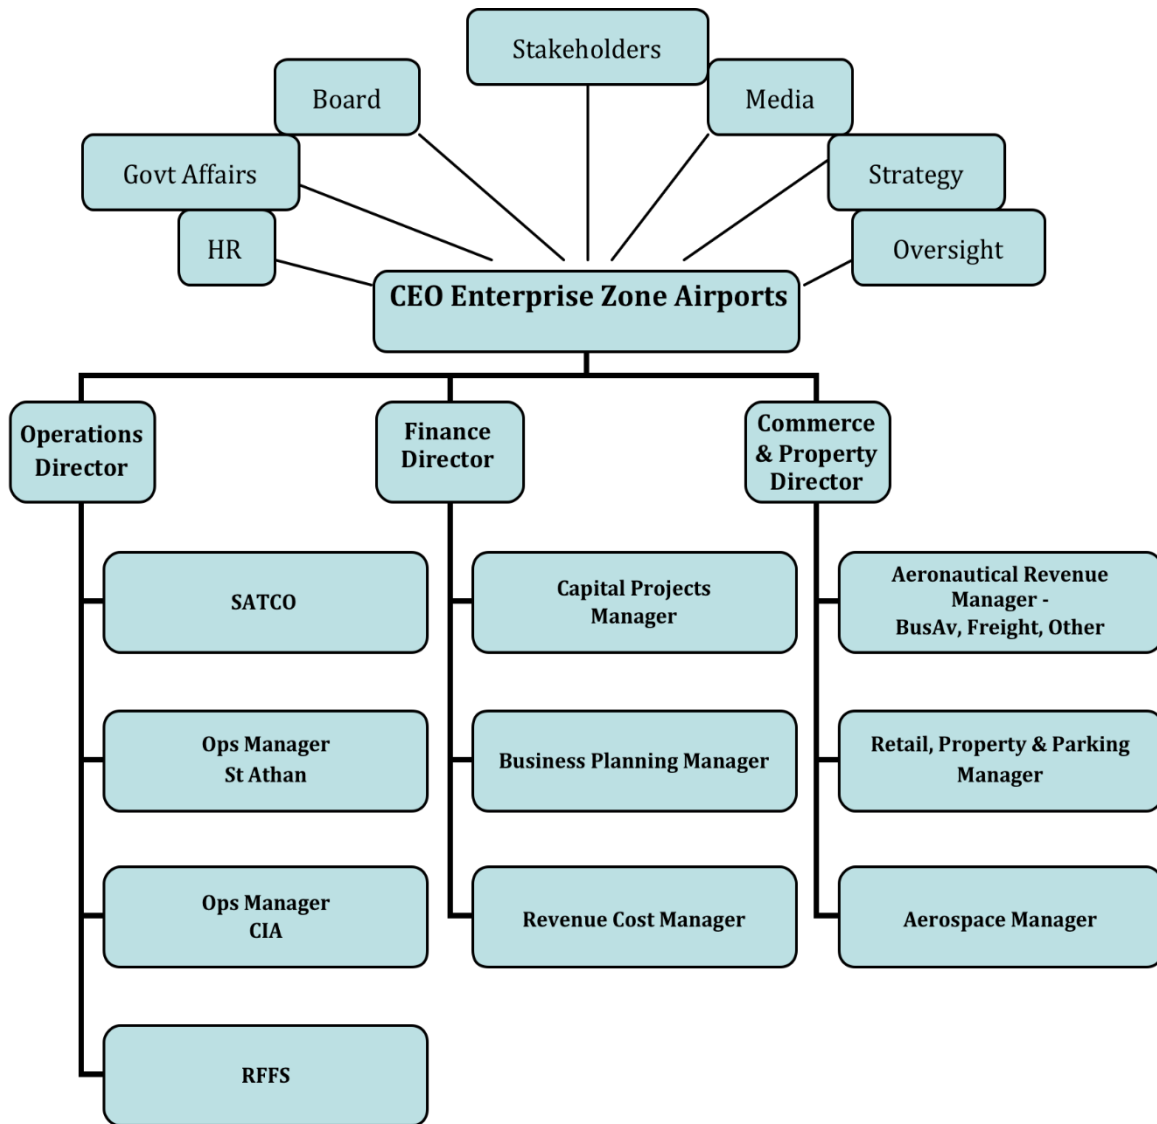 Stakeholders
Board
Media
Govt Affairs
Strategy
HR
Oversight
CEO Enterprise Zone Airports
Operations
Director
Finance
Director
Commerce
& Property
Director
SATCO
Capital Projects
Manager
Aeronautical Revenue
Manager -
BusAv, Freight, Other
Ops Manager
St Athan
Business Planning Manager
Retail, Property & Parking
Manager
Ops Manager
CIA
Revenue Cost Manager
Aerospace Manager
RFFS